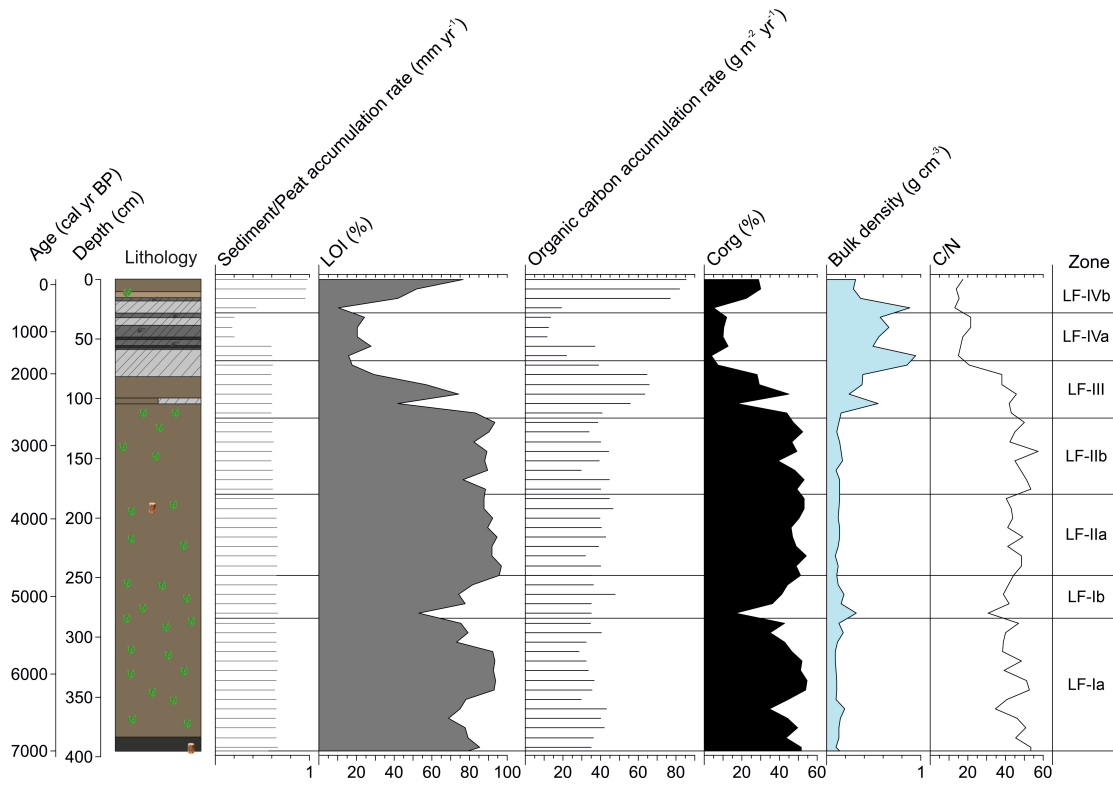 Age (cal yr BP)
Depth (cm)
Lithology
Sediment/Peat accumulation rate (mm yr⁻¹)
LOI (%)
Organic carbon accumulation rate (g m⁻² yr⁻¹)
Corg (%)
Bulk density (g cm⁻³)
C/N
Zone
0
1000
2000
3000
4000
5000
6000
7000
0
50
100
150
200
250
300
350
400
LF-IVb
LF-IVa
LF-III
LF-IIb
LF-IIa
LF-Ib
LF-Ia
1
20 40 60 80 100
20 40 60 80
20 40 60
1
20 40 60